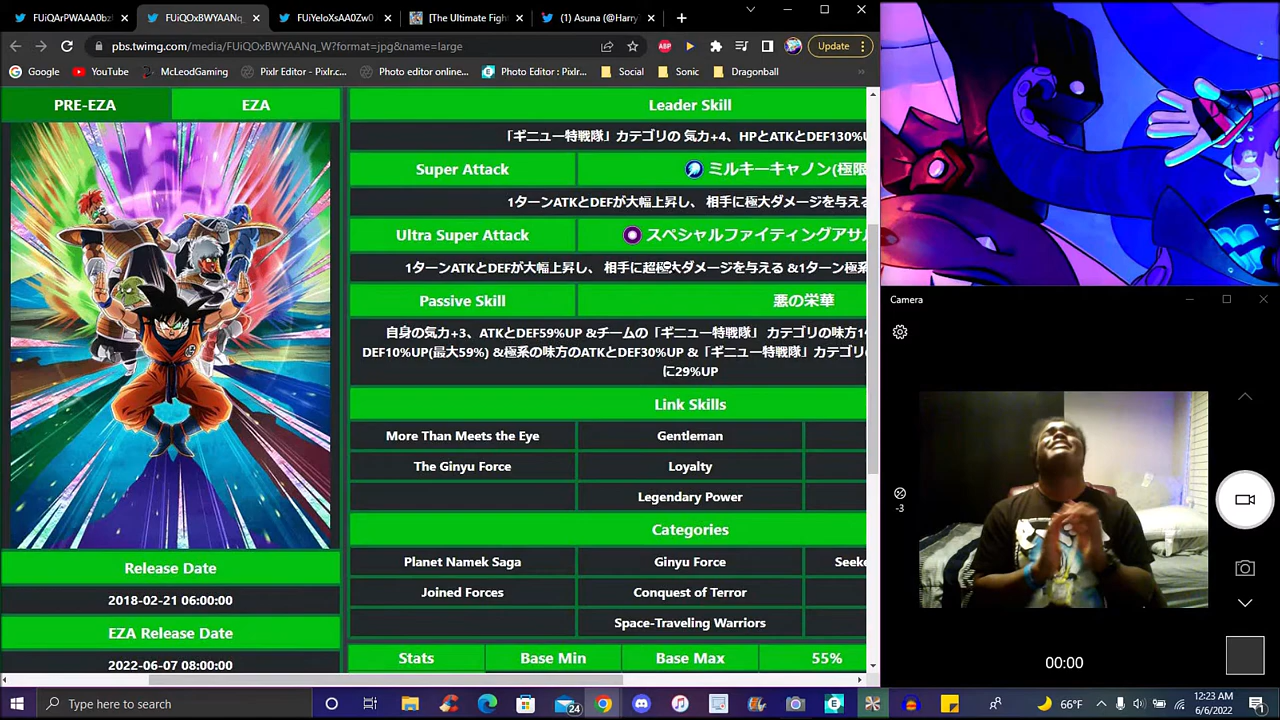 FUiQArPWAAA0bz
FUiQOxBWYAANq_
FUiYeloXsAA0Zw0
[The Ultimate Figh
(1) Asuna (@Harry
pbs.twimg.com/media/FUiQOxBWYAANq_W?format=jpg&name=large
ABP
Update
Google
YouTube
McLeodGaming
Pixlr Editor - Pixlr.c...
Photo editor online...
Photo Editor : Pixlr...
Social
Sonic
Dragonball
PRE-EZA
EZA
Leader Skill
「ギニュー特戦隊」カテゴリの 気力+4、HPとATKとDEF130%U
Super Attack
ミルキーキャノン(極限
1ターンATKとDEFが大幅上昇し、 相手に極大ダメージを与える
Ultra Super Attack
スペシャルファイティングアサル
1ターンATKとDEFが大幅上昇し、 相手に超極大ダメージを与える &1ターン極系
Passive Skill
悪の栄華
自身の気力+3、ATKとDEF59%UP &チームの「ギニュー特戦隊」 カテゴリの味方1
DEF10%UP(最大59%) &極系の味方のATKとDEF30%UP &「ギニュー特戦隊」カテゴリの
に29%UP
Link Skills
More Than Meets the Eye
Gentleman
The Ginyu Force
Loyalty
Legendary Power
Categories
Planet Namek Saga
Ginyu Force
Seeke
Joined Forces
Conquest of Terror
Space-Traveling Warriors
Release Date
2018-02-21 06:00:00
EZA Release Date
2022-06-07 08:00:00
Stats
Base Min
Base Max
55%
Camera
-3
00:00
Type here to search
24
66°F
12:23 AM
6/6/2022